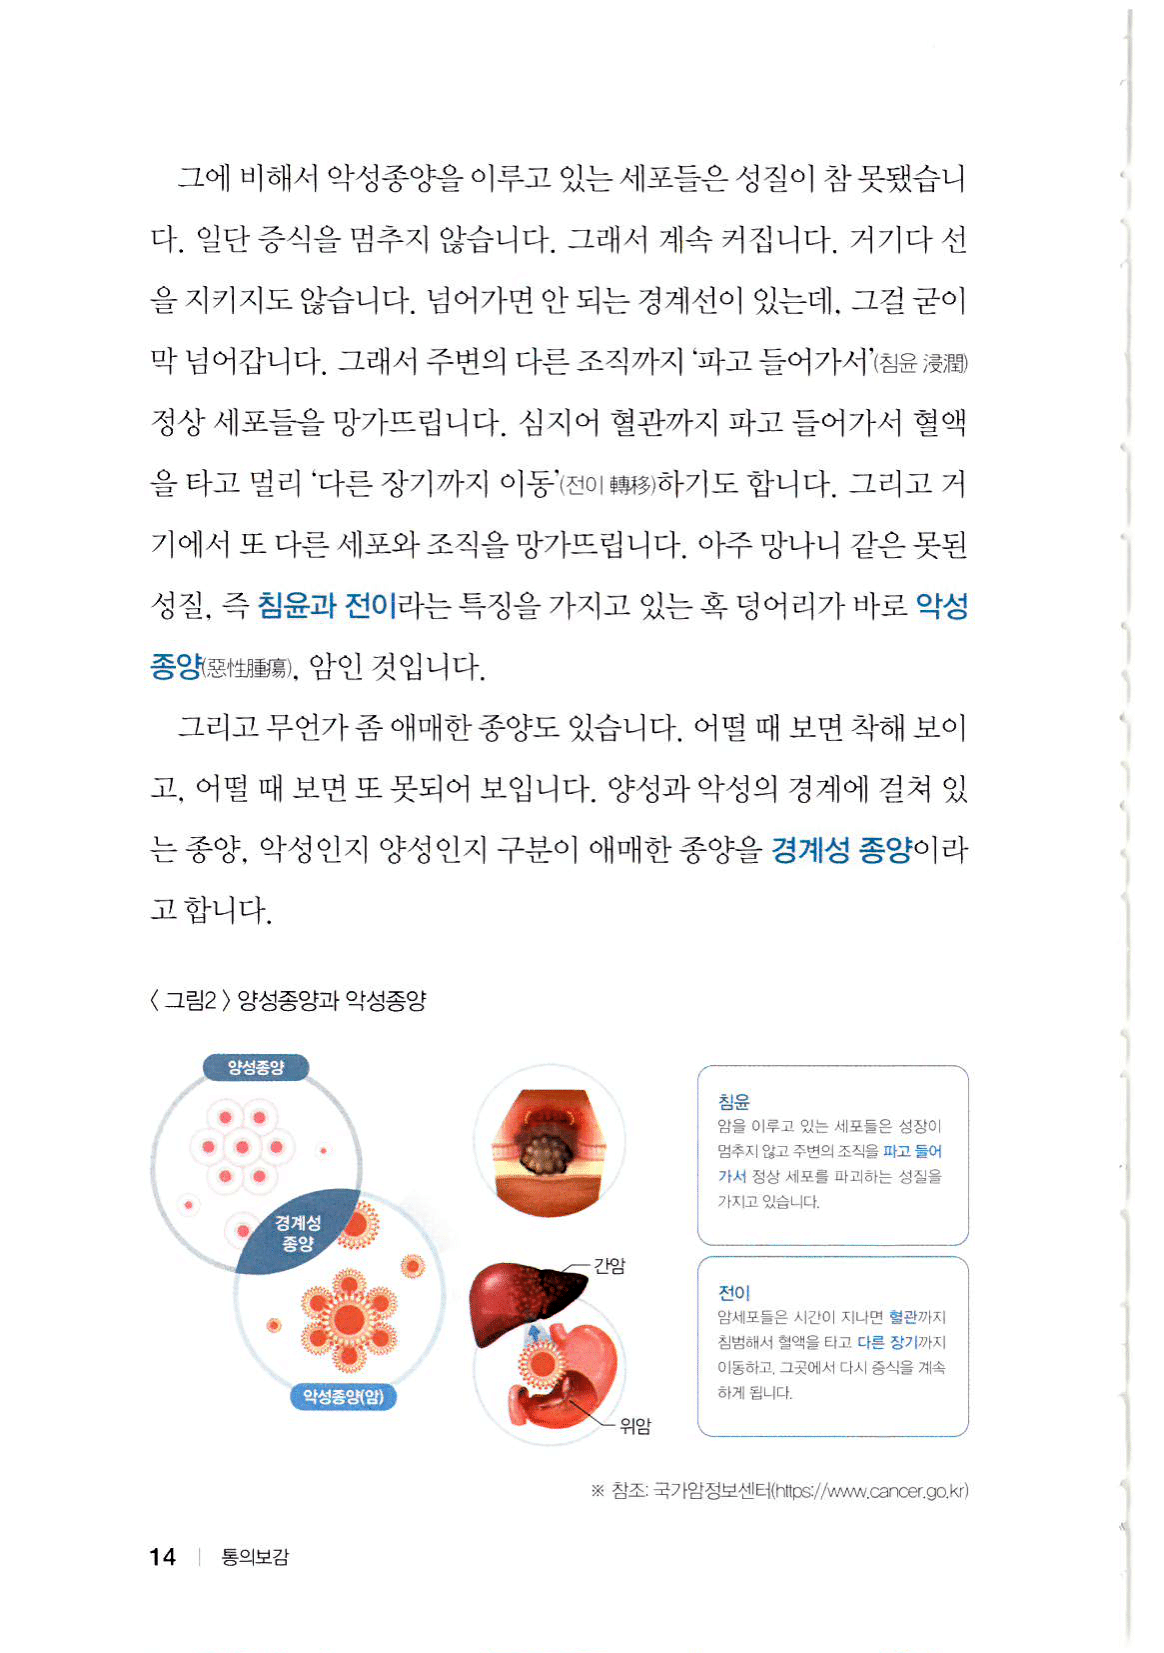 그에 비해서 악성종양을 이루고 있는 세포들은 성질이 참 못됐습니
다. 일단 증식을 멈추지 않습니다. 그래서 계속 커집니다. 거기다 선
을 지키지도 않습니다. 넘어가면 안 되는 경계선이 있는데, 그걸 굳이
막 넘어갑니다. 그래서 주변의 다른 조직까지 ‘파고 들어가서’(침윤 浸潤)
정상 세포들을 망가뜨립니다. 심지어 혈관까지 파고 들어가서 혈액
을 타고 멀리 ‘다른 장기까지 이동’(전이 轉移)하기도 합니다. 그리고 거
기에서 또 다른 세포와 조직을 망가뜨립니다. 아주 망나니 같은 못된
성질, 즉 침윤과 전이라는 특징을 가지고 있는 혹 덩어리가 바로 악성
종양(惡性腫瘍), 암인 것입니다.
그리고 무언가 좀 애매한 종양도 있습니다. 어떨 때 보면 착해 보이
고, 어떨 때 보면 또 못되어 보입니다. 양성과 악성의 경계에 걸쳐 있
는 종양, 악성인지 양성인지 구분이 애매한 종양을 경계성 종양이라
고 합니다.
〈그림2〉 양성종양과 악성종양
양성종양
경계성
종양
악성종양(암)
간암
위암
침윤
암을 이루고 있는 세포들은 성장이
멈추지 않고 주변의 조직을 파고 들어
가서 정상 세포를 파괴하는 성질을
가지고 있습니다.
전이
암세포들은 시간이 지나면 혈관까지
침범해서 혈액을 타고 다른 장기까지
이동하고, 그곳에서 다시 증식을 계속
하게 됩니다.
※ 참조: 국가암정보센터(https://www.cancer.go.kr)
14 | 통의보감